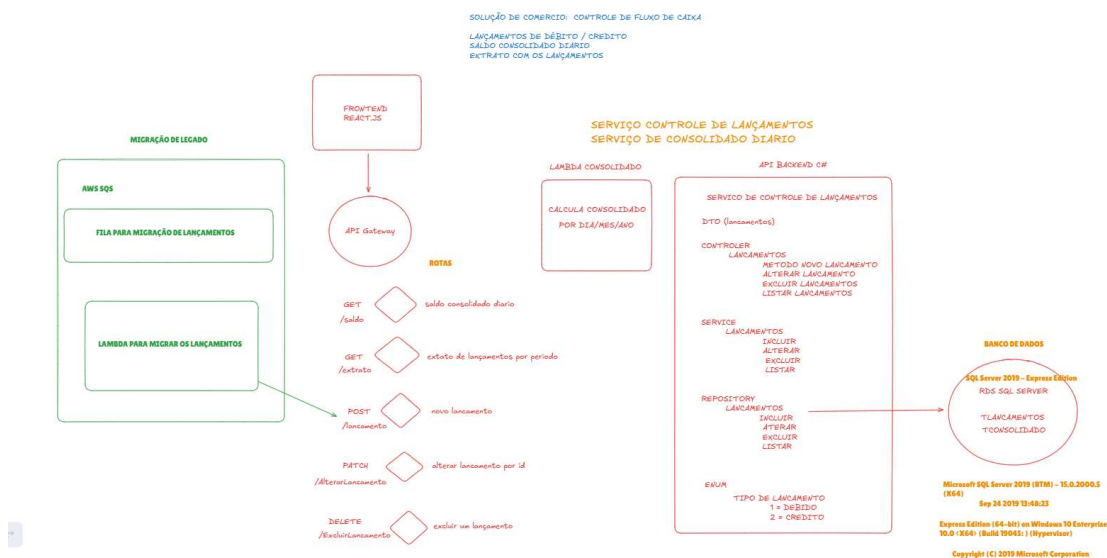 SOLUÇÃO DE COMERCIO: CONTROLE DE FLUXO DE CAIXA
LANÇAMENTOS DE DÉBITO / CREDITO
SALDO CONSOLIDADO DIARIO
EXTRATO COM OS LANÇAMENTOS
MIGRAÇÃO DE LEGADO
AWS SQS
FILA PARA MIGRAÇÃO DE LANÇAMENTOS
LAMBDA PARA MIGRAR OS LANÇAMENTOS
FRONTEND
REACT.JS
API Gateway
ROTAS
GET
/saldo
saldo consolidado diario
GET
/extrato
extato de lançamentos por periodo
POST
/lancamento
novo lancamento
PATCH
/AlterarLancamento
alterar lancamento por id
DELETE
/ExcluirLancamento
excluir um lançamento
SERVIÇO CONTROLE DE LANÇAMENTOS
SERVIÇO DE CONSOLIDADO DIARIO
LAMBDA CONSOLIDADO
CALCULA CONSOLIDADO
POR DIA/MES/ANO
API BACKEND C#
SERVICO DE CONTROLE DE LANÇAMENTOS
DTO (lancamentos)
CONTROLER
LANCAMENTOS
METODO NOVO LANCAMENTO
ALTERAR LANCAMENTO
EXCLUIR LANCAMENTOS
LISTAR LANCAMENTOS
SERVICE
LANCAMENTOS
INCLUIR
ALTERAR
EXCLUIR
LISTAR
REPOSITORY
LANCAMENTOS
INCLUIR
ATERAR
EXCLUIR
LISTAR
ENUM
TIPO DE LANCAMENTO
1 = DEBIDO
2 = CREDITO
BANCO DE DADOS
SQL Server 2019 – Express Edition
RDS SQL SERVER
TLANCAMENTOS
TCONSOLIDADO
Microsoft SQL Server 2019 (RTM) – 15.0.2000.5
(X64)
Sep 24 2019 13:48:23
Express Edition (64-bit) on Windows 10 Enterprise
10.0 <X64> (Build 19045: ) (Hypervisor)
Copyright (C) 2019 Microsoft Corporation